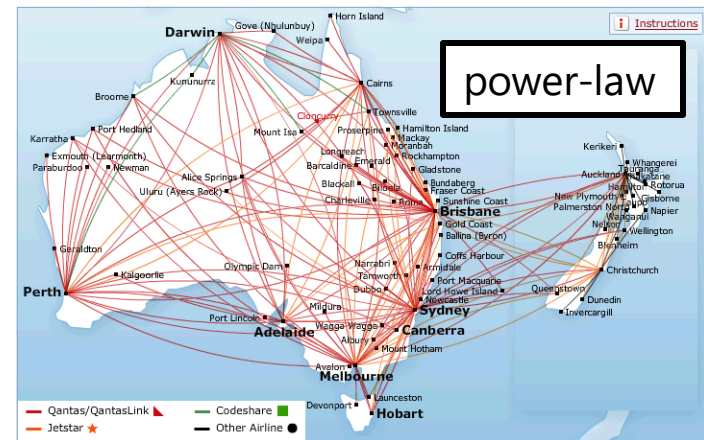 Instructions
power-law
Horn Island
Gove (Nhulunbuy)
Darwin
Weipa
Kununurra
Cairns
Broome
Townsville
Cloncurry
Port Hedland
Mount Isa
Proserpine
Hamilton Island
Karratha
Mackay
Moranbah
Exmouth (Learmonth)
Longreach
Rockhampton
Paraburdoo
Newman
Barcaldine
Emerald
Gladstone
Alice Springs
Blackall
Biloela
Bundaberg
Uluru (Ayers Rock)
Fraser Coast
Charleville
Roma
Sunshine Coast
Brisbane
Gold Coast
Ballina (Byron)
Geraldton
Coffs Harbour
Kalgoorlie
Olympic Dam
Narrabri
Armidale
Tamworth
Port Macquarie
Perth
Dubbo
Lord Howe Island
Newcastle
Port Lincoln
Mildura
Sydney
Adelaide
Wagga Wagga
Canberra
Albury
Mount Hotham
Avalon
Melbourne
Launceston
Devonport
Hobart
Kerikeri
Whangerei
Auckland
Tauranga
Rotorua
New Plymouth
Gisborne
Palmerston North
Napier
Wanganui
Nelson
Wellington
Blenheim
Christchurch
Queenstown
Dunedin
Invercargill
Qantas/QantasLink
Codeshare
Jetstar
Other Airline